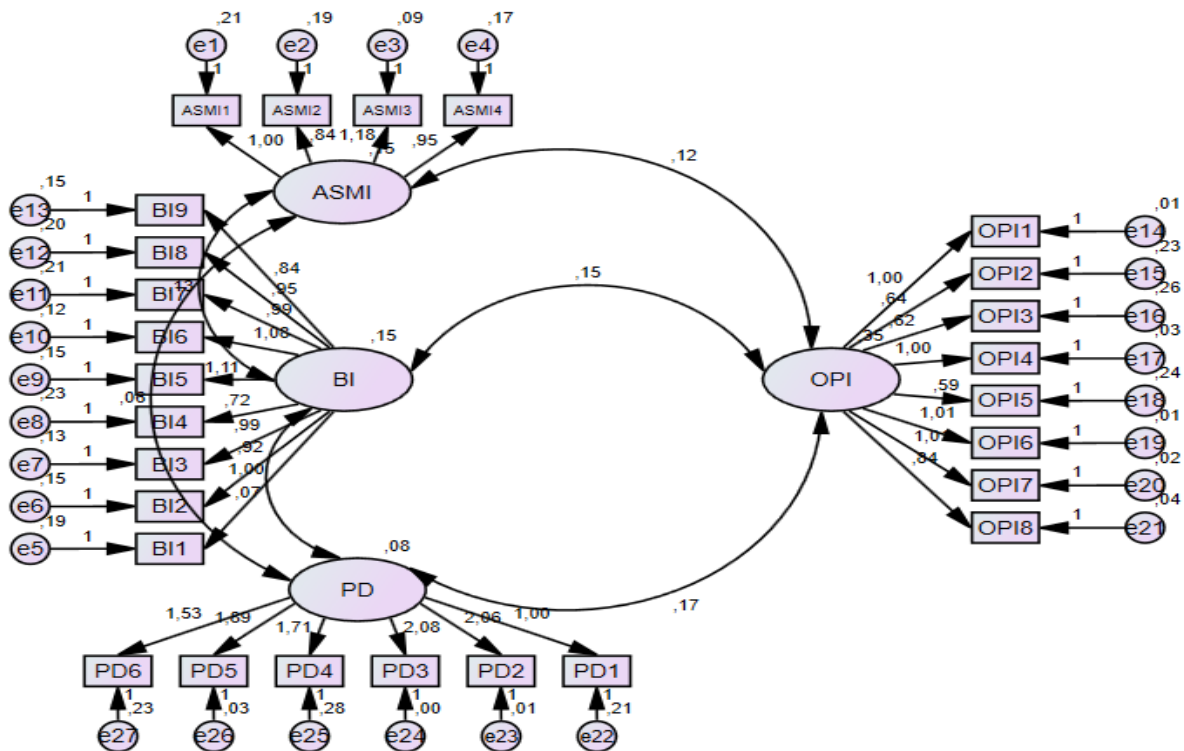 ,21 ,19 ,09 ,17
e1 e2 e3 e4
1 1 1 1
ASMI1 ASMI2 ASMI3 ASMI4
1,00 ,84 1,18 ,95
ASMI
,12
,15
e13 1 BI9
,20
e12 1 BI8
,21
e11 1 BI7
,12
e10 1 BI6
,15
e9 1 BI5
,23
e8 1 BI4
,13
e7 1 BI3
,15
e6 1 BI2
,19
e5 1 BI1
,84
,95
,99
1,08
1,11
,72
,99
,92
1,00
,13
,08
,07
,15
BI
,15
,01
OPI1 1 e14
,23
OPI2 1 e15
,26
OPI3 1 e16
,03
OPI4 1 e17
,24
OPI5 1 e18
,01
OPI6 1 e19
,02
OPI7 1 e20
,04
OPI8 1 e21
1,00
,64
,62
,35
1,00
,59
1,01
,84
OPI
,08
PD
,17
1,53 1,89 1,71 2,08 2,06 1,00
PD6 PD5 PD4 PD3 PD2 PD1
1 1 1 1 1 1
,23 ,03 ,28 ,00 ,01 ,21
e27 e26 e25 e24 e23 e22